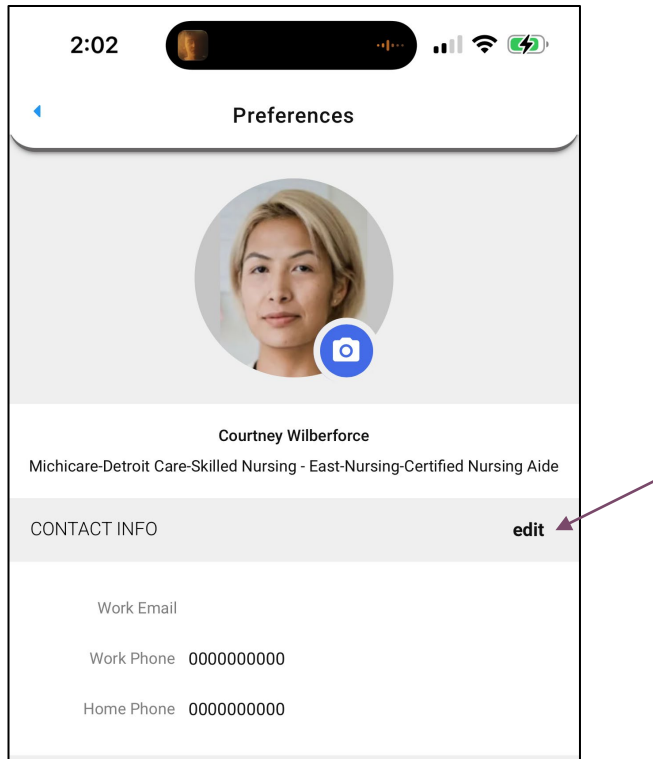 2:02
Preferences
Courtney Wilberforce
Michicare-Detroit Care-Skilled Nursing - East-Nursing-Certified Nursing Aide
CONTACT INFO edit
Work Email
Work Phone 0000000000
Home Phone 0000000000